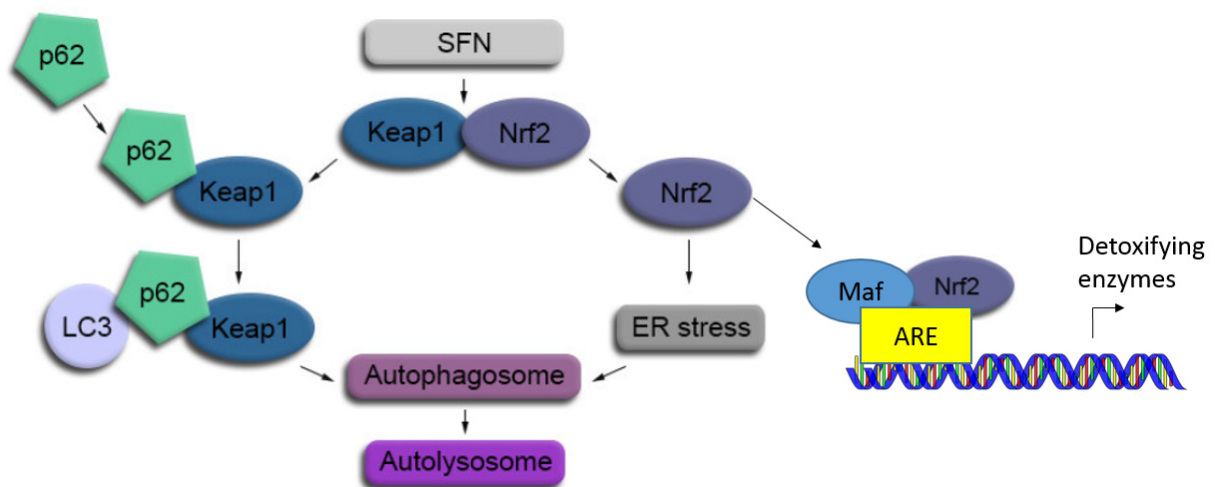 p62
SFN
p62
Keap1
Nrf2
Keap1
Nrf2
LC3
p62
Keap1
ER stress
Maf
Nrf2
ARE
Detoxifying
enzymes
Autophagosome
Autolysosome